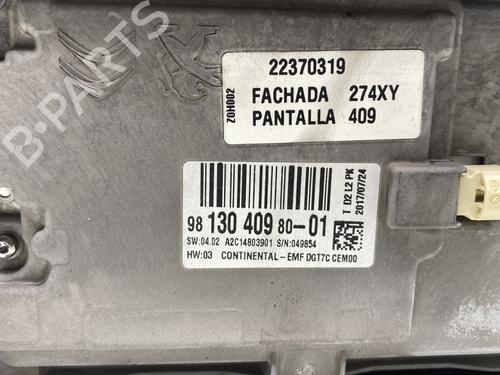 B-PARTS
22370319
FACHADA 274XY
PANTALLA 409
ZOH002
98 130 409 80-01
SW:04.02 A2C14803901 S/N:049854
HW:03 CONTINENTAL-EMF DGT7C CEM00
T D2 L2 PK
2017/07/24